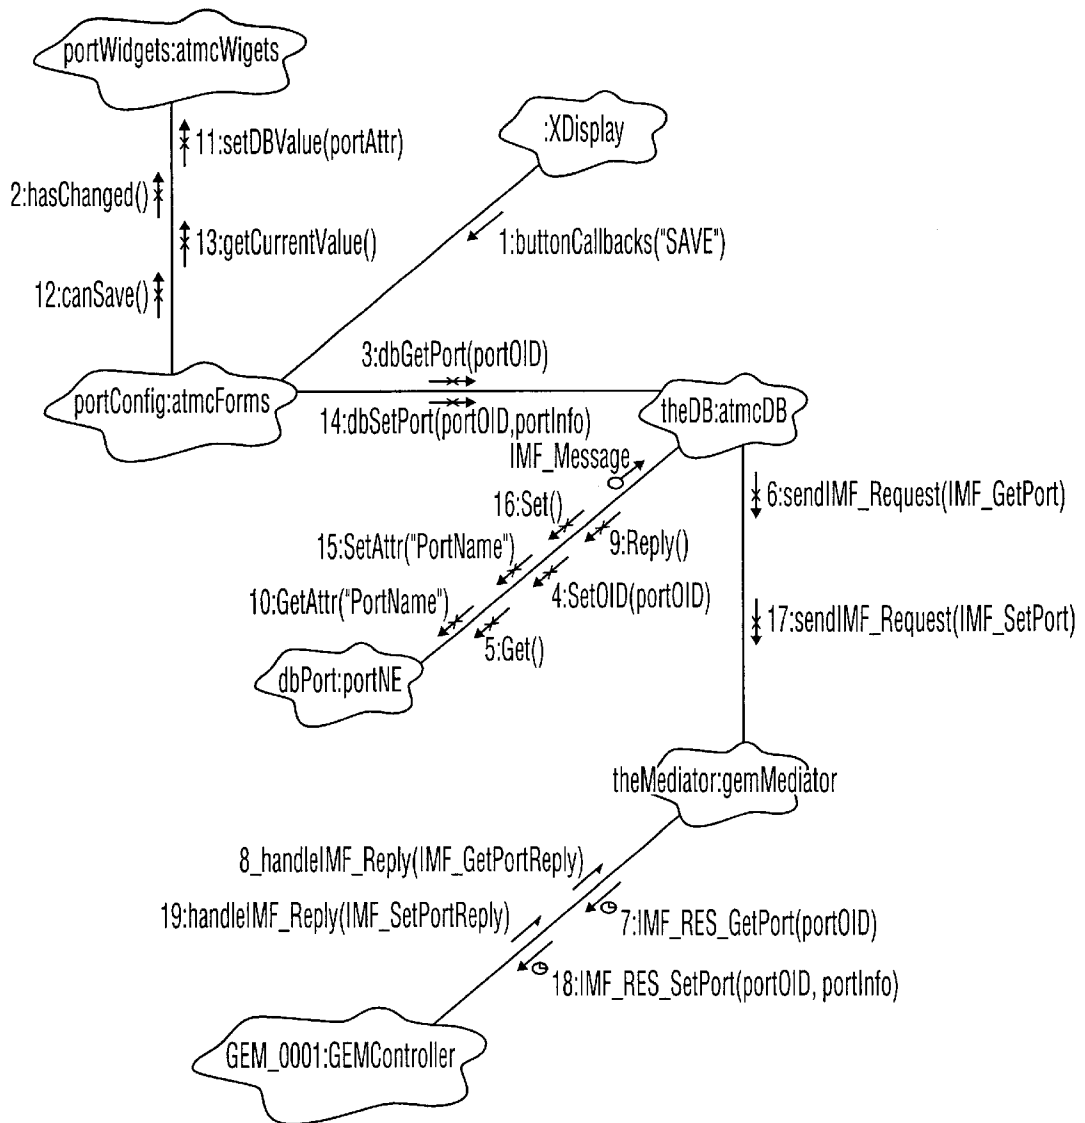 portWidgets:atmcWigets
:XDisplay
11:setDBValue(portAttr)
2:hasChanged()
13:getCurrentValue()
1:buttonCallbacks("SAVE")
12:canSave()
3:dbGetPort(portOID)
portConfig:atmcForms
theDB:atmcDB
14:dbSetPort(portOID,portInfo)
IMF_Message
6:sendIMF_Request(IMF_GetPort)
16:Set()
9:Reply()
15:SetAttr("PortName")
4:SetOID(portOID)
10:GetAttr("PortName")
17:sendIMF_Request(IMF_SetPort)
5:Get()
dbPort:portNE
theMediator:gemMediator
8_handleIMF_Reply(IMF_GetPortReply)
19:handleIMF_Reply(IMF_SetPortReply)
7:IMF_RES_GetPort(portOID)
18:IMF_RES_SetPort(portOID, portInfo)
GEM_0001:GEMController